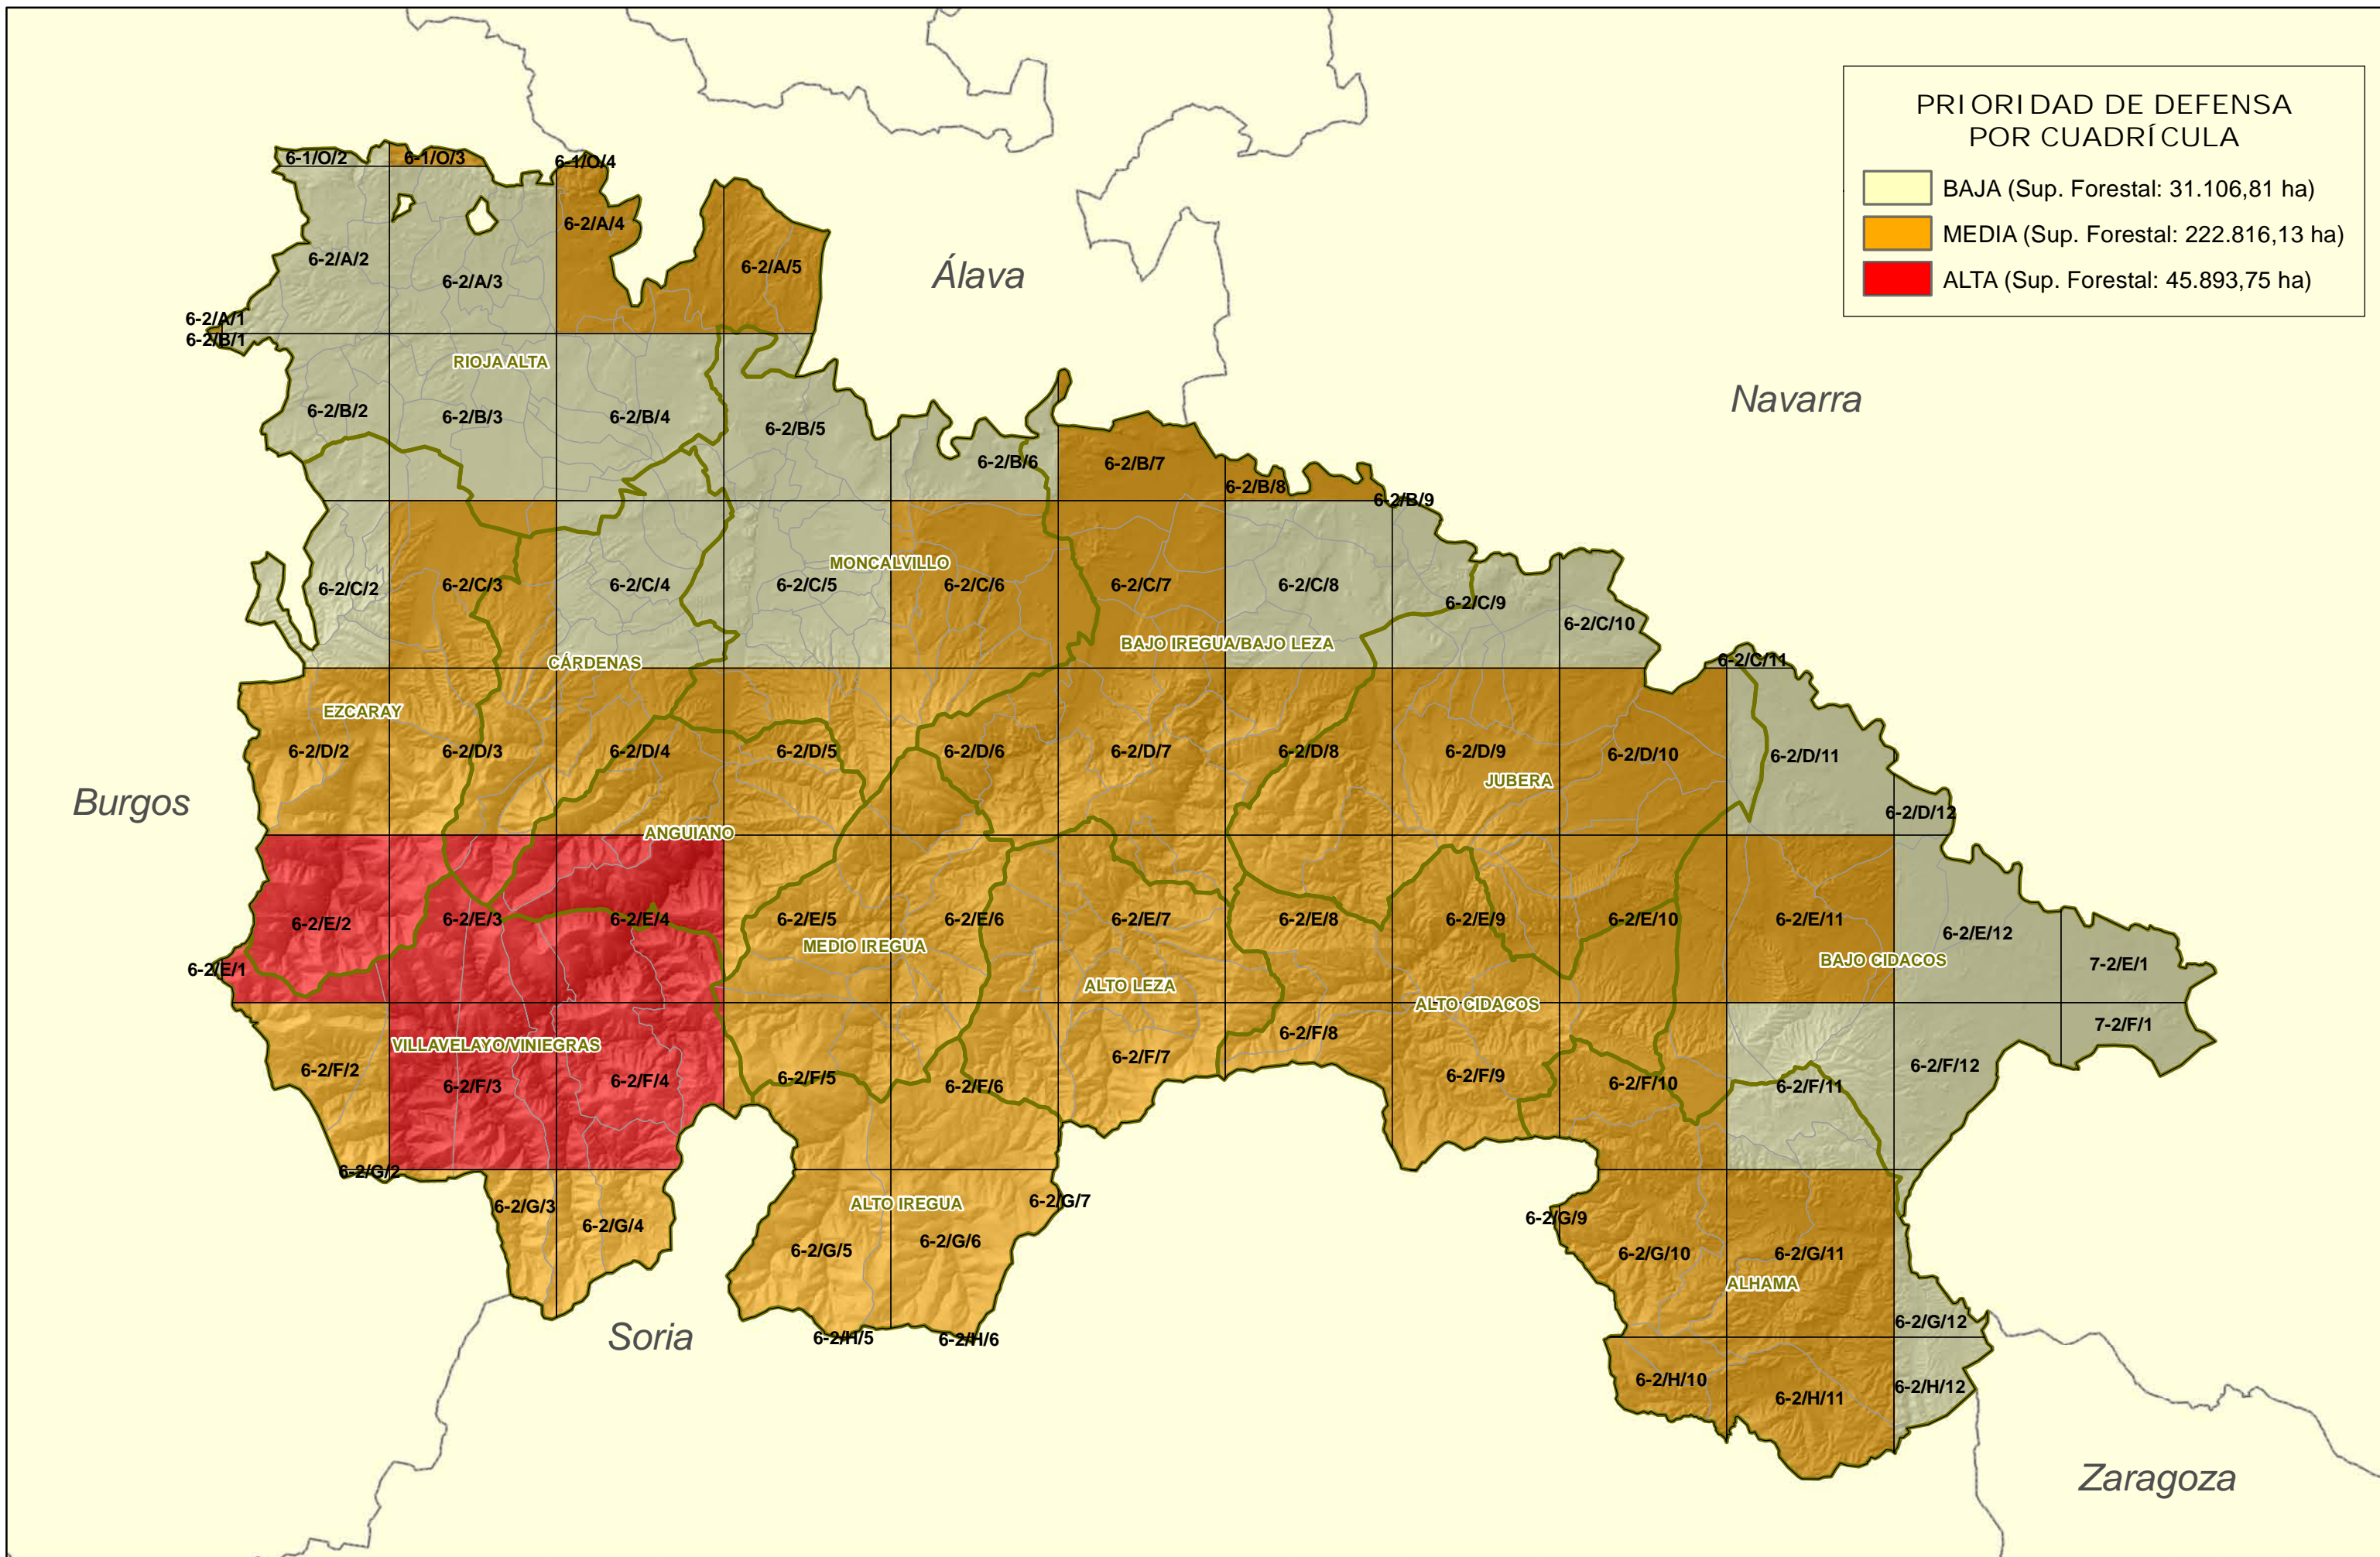 PRIORIDAD DE DEFENSA
POR CUADRÍCULA
BAJA (Sup. Forestal: 31.106,81 ha)
MEDIA (Sup. Forestal: 222.816,13 ha)
ALTA (Sup. Forestal: 45.893,75 ha)
6-1/O/2
6-1/O/3
6-1/O/4
6-2/A/4
6-2/A/2
6-2/A/3
6-2/A/5
Álava
6-2/A/1
6-2/B/1
RIOJA ALTA
Navarra
6-2/B/2
6-2/B/3
6-2/B/4
6-2/B/5
6-2/B/6
6-2/B/7
6-2/B/8
6-2/B/9
MONCALVILLO
6-2/C/2
6-2/C/3
6-2/C/4
6-2/C/5
6-2/C/6
6-2/C/7
6-2/C/8
6-2/C/9
6-2/C/10
BAJO IREGUA/BAJO LEZA
CÁRDENAS
6-2/C/11
EZCARAY
6-2/D/2
6-2/D/3
6-2/D/4
6-2/D/5
6-2/D/6
6-2/D/7
6-2/D/8
6-2/D/9
6-2/D/10
6-2/D/11
JUBERA
Burgos
6-2/D/12
ANGUIANO
6-2/E/2
6-2/E/3
6-2/E/4
6-2/E/5
6-2/E/6
6-2/E/7
6-2/E/8
6-2/E/9
6-2/E/10
6-2/E/11
6-2/E/12
MEDIO IREGUA
BAJO CIDACOS
6-2/E/1
7-2/E/1
ALTO LEZA
ALTO CIDACOS
7-2/F/1
VILLAVELAYO/VINIEGRAS
6-2/F/2
6-2/F/3
6-2/F/4
6-2/F/5
6-2/F/6
6-2/F/7
6-2/F/8
6-2/F/9
6-2/F/10
6-2/F/11
6-2/F/12
6-2/G/2
6-2/G/3
6-2/G/4
ALTO IREGUA
6-2/G/7
6-2/G/5
6-2/G/6
6-2/G/9
6-2/G/10
6-2/G/11
ALHAMA
6-2/G/12
Soria
6-2/H/5
6-2/H/6
6-2/H/10
6-2/H/11
6-2/H/12
Zaragoza